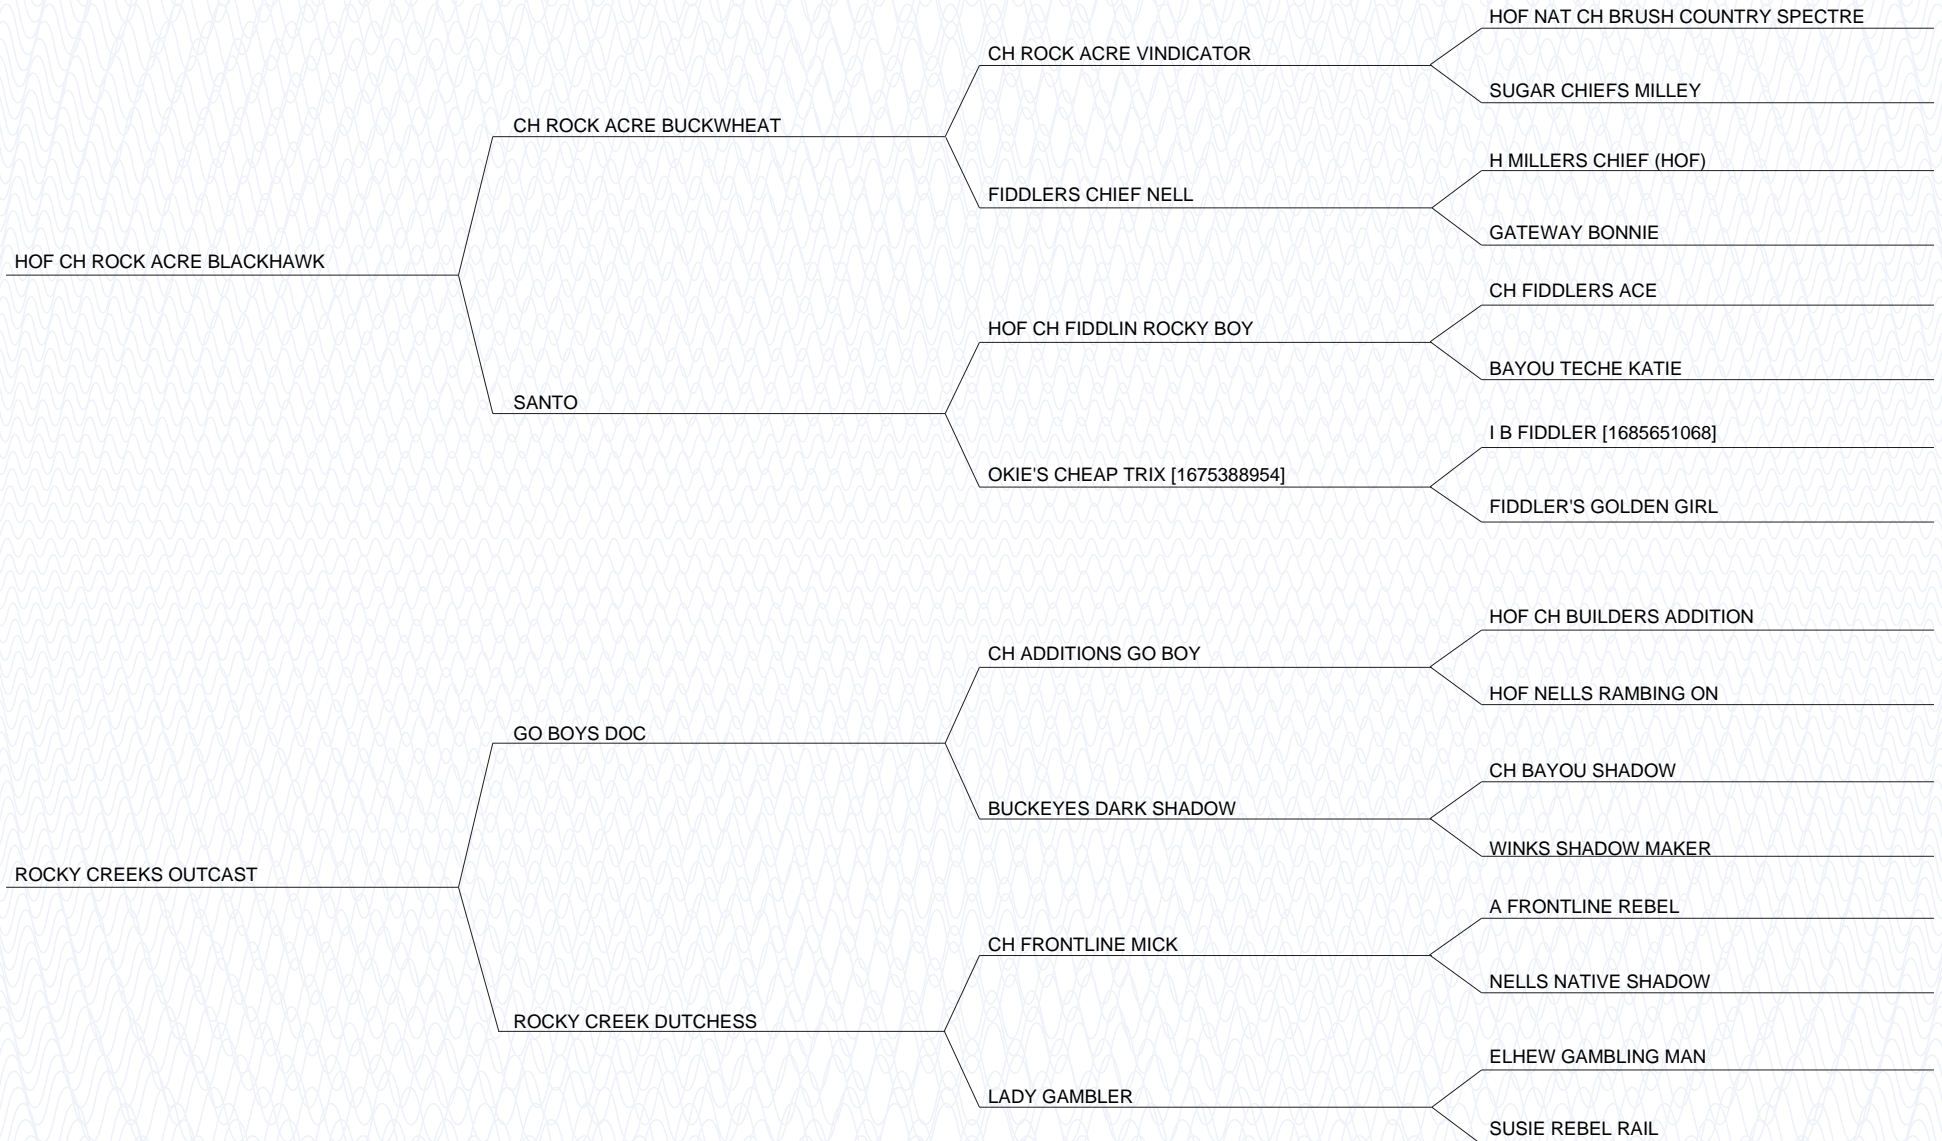 HOF NAT CH BRUSH COUNTRY SPECTRE
CH ROCK ACRE VINDICATOR
SUGAR CHIEFS MILLEY
CH ROCK ACRE BUCKWHEAT
H MILLERS CHIEF (HOF)
FIDDLERS CHIEF NELL
GATEWAY BONNIE
HOF CH ROCK ACRE BLACKHAWK
CH FIDDLERS ACE
HOF CH FIDDLIN ROCKY BOY
BAYOU TECHE KATIE
SANTO
I B FIDDLER [1685651068]
OKIE'S CHEAP TRIX [1675388954]
FIDDLER'S GOLDEN GIRL
HOF CH BUILDERS ADDITION
CH ADDITIONS GO BOY
HOF NELLS RAMBING ON
GO BOYS DOC
CH BAYOU SHADOW
BUCKEYES DARK SHADOW
WINKS SHADOW MAKER
ROCKY CREEKS OUTCAST
A FRONTLINE REBEL
CH FRONTLINE MICK
NELLS NATIVE SHADOW
ROCKY CREEK DUTCHESS
ELHEW GAMBLING MAN
LADY GAMBLER
SUSIE REBEL RAIL